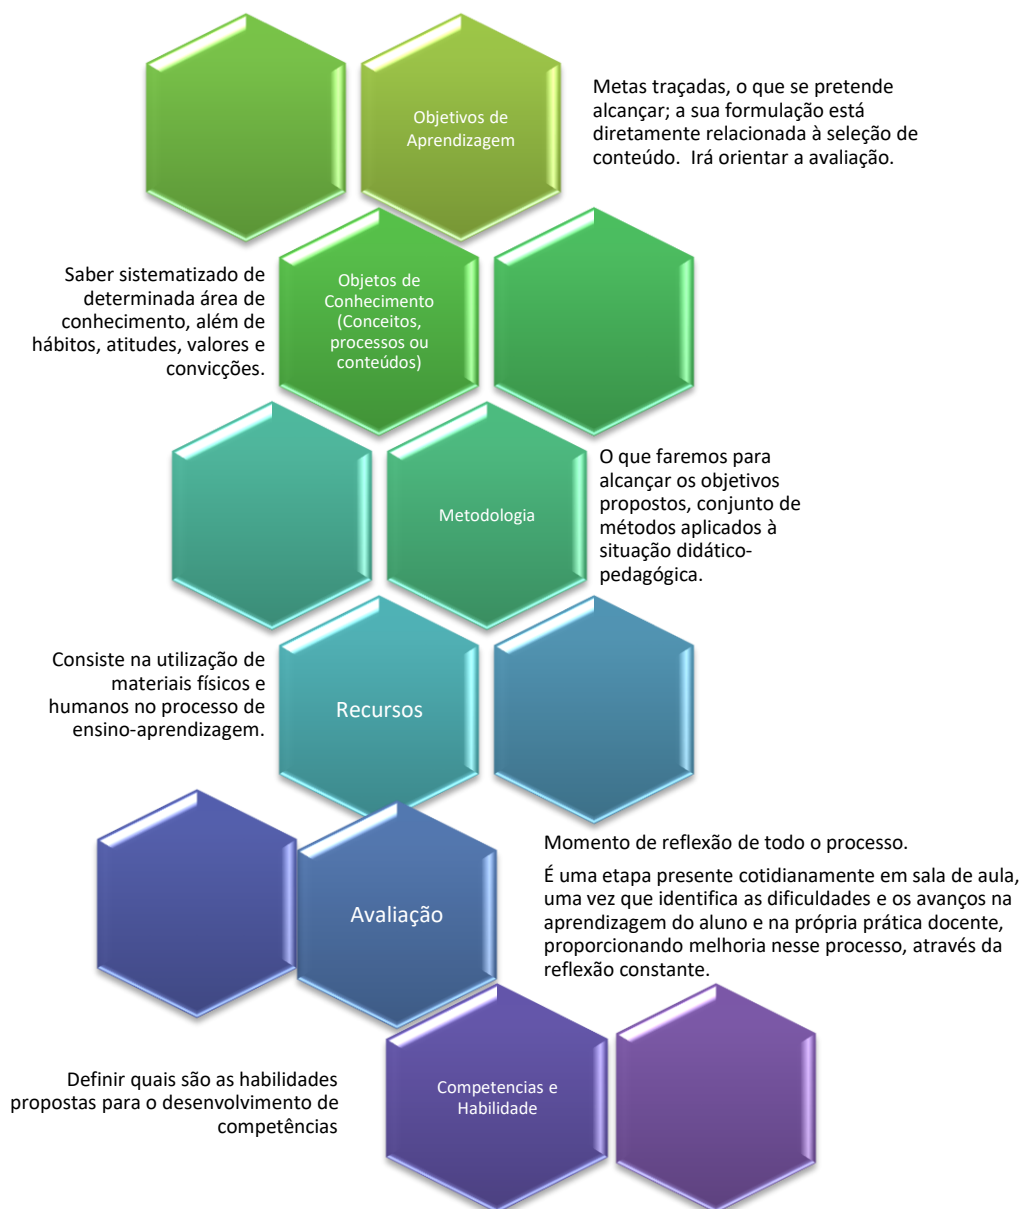 Objetivos de
Aprendizagem
Metas traçadas, o que se pretende
alcançar; a sua formulação está
diretamente relacionada à seleção de
conteúdo.  Irá orientar a avaliação.
Saber sistematizado de
determinada área de
conhecimento, além de
hábitos, atitudes, valores e
convicções.
Objetos de
Conhecimento
(Conceitos,
processos ou
conteúdos)
Metodologia
O que faremos para
alcançar os objetivos
propostos, conjunto de
métodos aplicados à
situação didático-
pedagógica.
Consiste na utilização de
materiais físicos e
humanos no processo de
ensino-aprendizagem.
Recursos
Avaliação
Momento de reflexão de todo o processo.
É uma etapa presente cotidianamente em sala de aula,
uma vez que identifica as dificuldades e os avanços na
aprendizagem do aluno e na própria prática docente,
proporcionando melhoria nesse processo, através da
reflexão constante.
Definir quais são as habilidades
propostas para o desenvolvimento de
competências
Competencias e
Habilidade